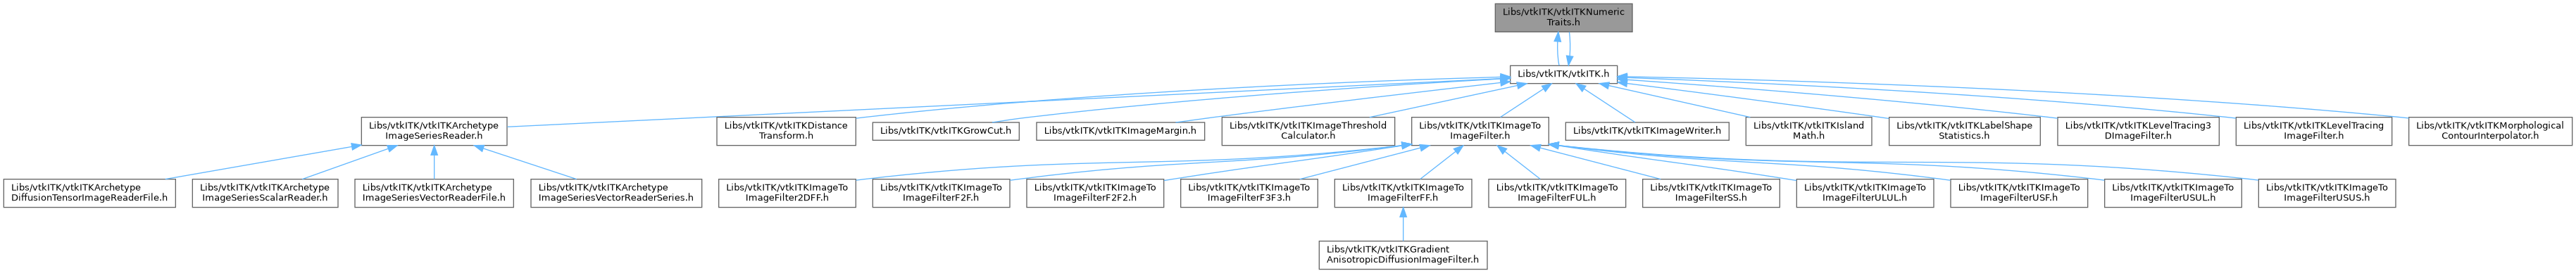 Libs/vtkITK/vtkITKNumeric
Traits.h
Libs/vtkITK/vtkITK.h
Libs/vtkITK/vtkITKArchetype
ImageSeriesReader.h
Libs/vtkITK/vtkITKDistance
Transform.h
Libs/vtkITK/vtkITKGrowCut.h
Libs/vtkITK/vtkITKImageMargin.h
Libs/vtkITK/vtkITKImageThreshold
Calculator.h
Libs/vtkITK/vtkITKImageTo
ImageFilter.h
Libs/vtkITK/vtkITKImageWriter.h
Libs/vtkITK/vtkITKIsland
Math.h
Libs/vtkITK/vtkITKLabelShape
Statistics.h
Libs/vtkITK/vtkITKLevelTracing3
DImageFilter.h
Libs/vtkITK/vtkITKLevelTracing
ImageFilter.h
Libs/vtkITK/vtkITKMorphological
ContourInterpolator.h
Libs/vtkITK/vtkITKArchetype
DiffusionTensorImageReaderFile.h
Libs/vtkITK/vtkITKArchetype
ImageSeriesScalarReader.h
Libs/vtkITK/vtkITKArchetype
ImageSeriesVectorReaderFile.h
Libs/vtkITK/vtkITKArchetype
ImageSeriesVectorReaderSeries.h
Libs/vtkITK/vtkITKImageTo
ImageFilter2DFF.h
Libs/vtkITK/vtkITKImageTo
ImageFilterF2F.h
Libs/vtkITK/vtkITKImageTo
ImageFilterF2F2.h
Libs/vtkITK/vtkITKImageTo
ImageFilterF3F3.h
Libs/vtkITK/vtkITKImageTo
ImageFilterFF.h
Libs/vtkITK/vtkITKImageTo
ImageFilterFUL.h
Libs/vtkITK/vtkITKImageTo
ImageFilterSS.h
Libs/vtkITK/vtkITKImageTo
ImageFilterULUL.h
Libs/vtkITK/vtkITKImageTo
ImageFilterUSF.h
Libs/vtkITK/vtkITKImageTo
ImageFilterUSUL.h
Libs/vtkITK/vtkITKImageTo
ImageFilterUSUS.h
Libs/vtkITK/vtkITKGradient
AnisotropicDiffusionImageFilter.h